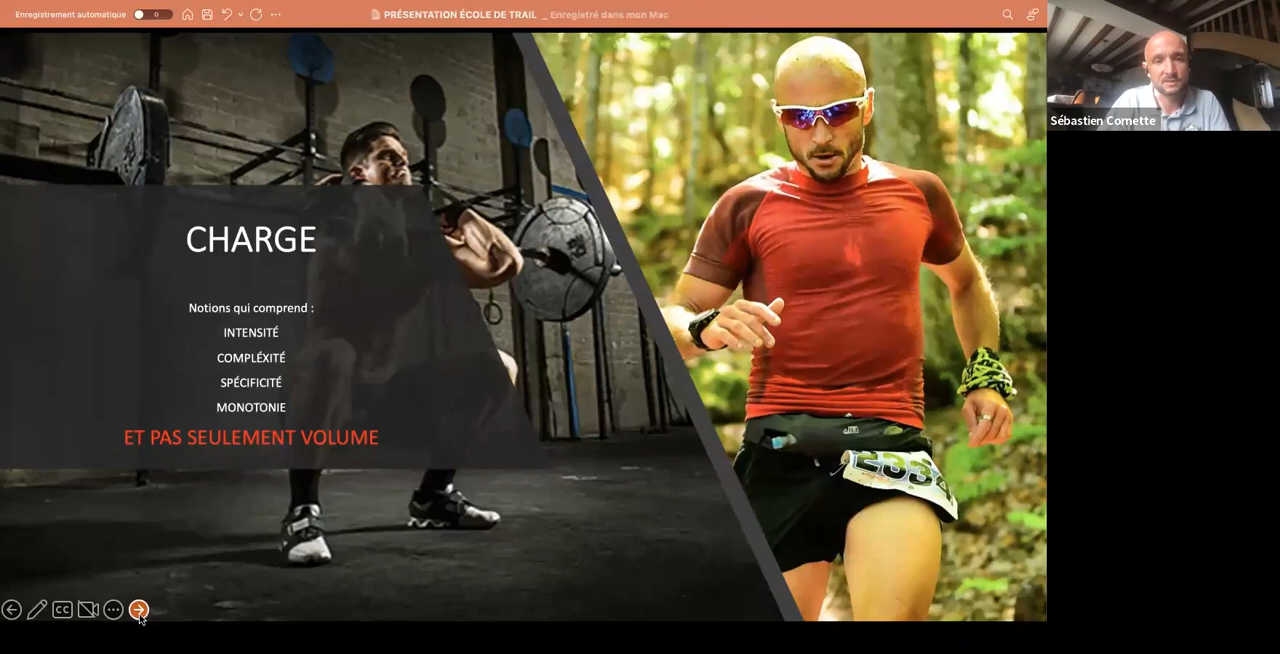 Enregistrement automatique
PRÉSENTATION ÉCOLE DE TRAIL _ Enregistré dans mon Mac
Sébastien Cornette
CHARGE
Notions qui comprend :
INTENSITÉ
COMPLÉXITÉ
SPÉCIFICITÉ
MONOTONIE
ET PAS SEULEMENT VOLUME
CC